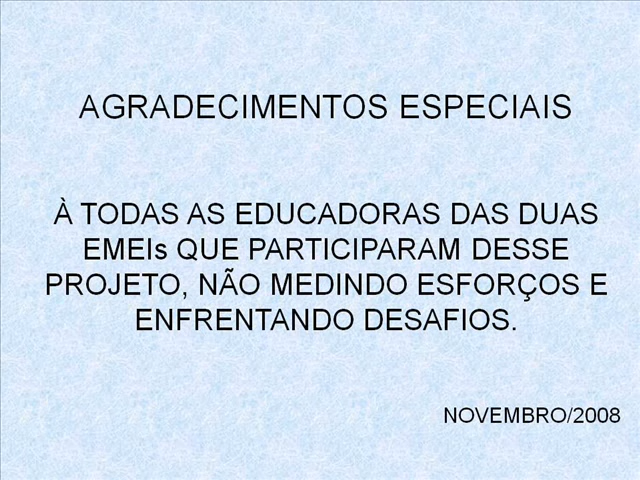 AGRADECIMENTOS ESPECIAIS
À TODAS AS EDUCADORAS DAS DUAS
EMEIs QUE PARTICIPARAM DESSE
PROJETO, NÃO MEDINDO ESFORÇOS E
ENFRENTANDO DESAFIOS.
NOVEMBRO/2008